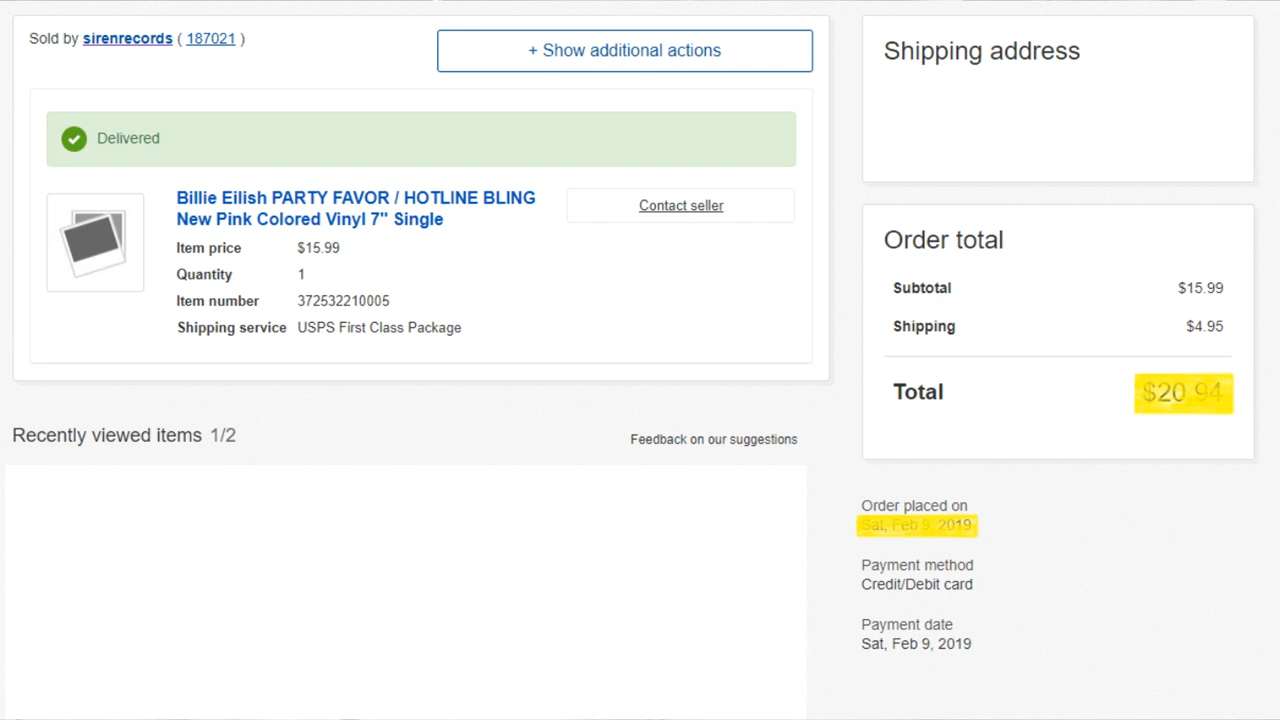 Sold by sirenrecords ( 187021 )
+ Show additional actions
Delivered
Billie Eilish PARTY FAVOR / HOTLINE BLING
New Pink Colored Vinyl 7" Single
Contact seller
Item price $15.99
Quantity 1
Item number 372532210005
Shipping service USPS First Class Package
Recently viewed items 1/2
Feedback on our suggestions
Shipping address
Order total
Subtotal $15.99
Shipping $4.95
Total $20.94
Order placed on
Sat, Feb 9, 2019
Payment method
Credit/Debit card
Payment date
Sat, Feb 9, 2019